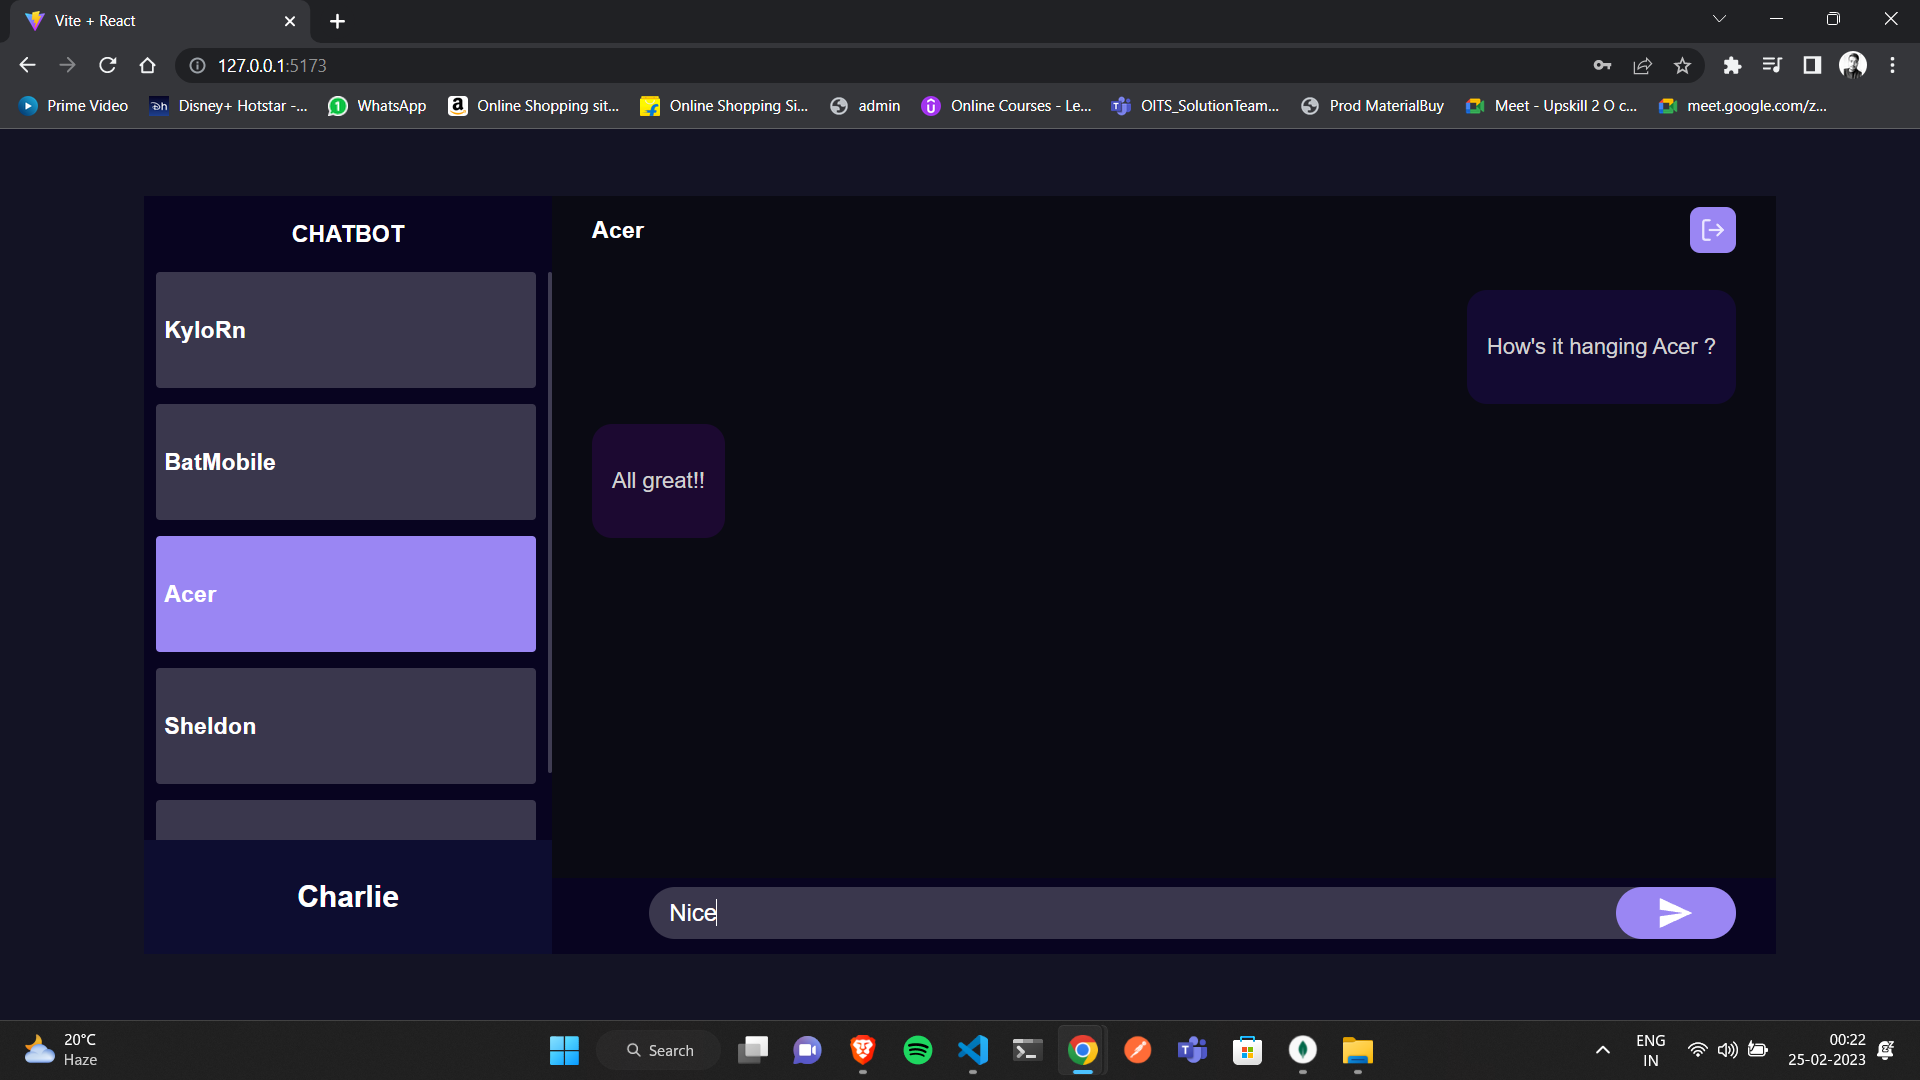 Vite + React
127.0.0.1:5173
Prime Video Disney+ Hotstar -... WhatsApp Online Shopping sit... Online Shopping Si... admin Online Courses - Le... OITS_SolutionTeam... Prod MaterialBuy Meet - Upskill 2 O c... meet.google.com/z...
CHATBOT
KyloRn
BatMobile
Acer
Sheldon
Charlie
Acer
How's it hanging Acer ?
All great!!
Nice
20°C
Haze
Search
ENG
IN
00:22
25-02-2023